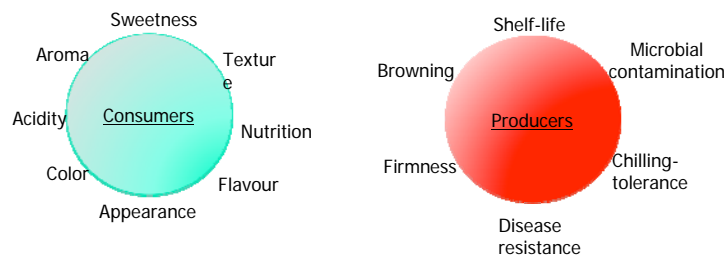 Sweetness
Aroma
Textur
e
Acidity
Consumers
Nutrition
Color
Flavour
Appearance
Shelf-life
Microbial
contamination
Browning
Producers
Firmness
Chilling-
tolerance
Disease
resistance